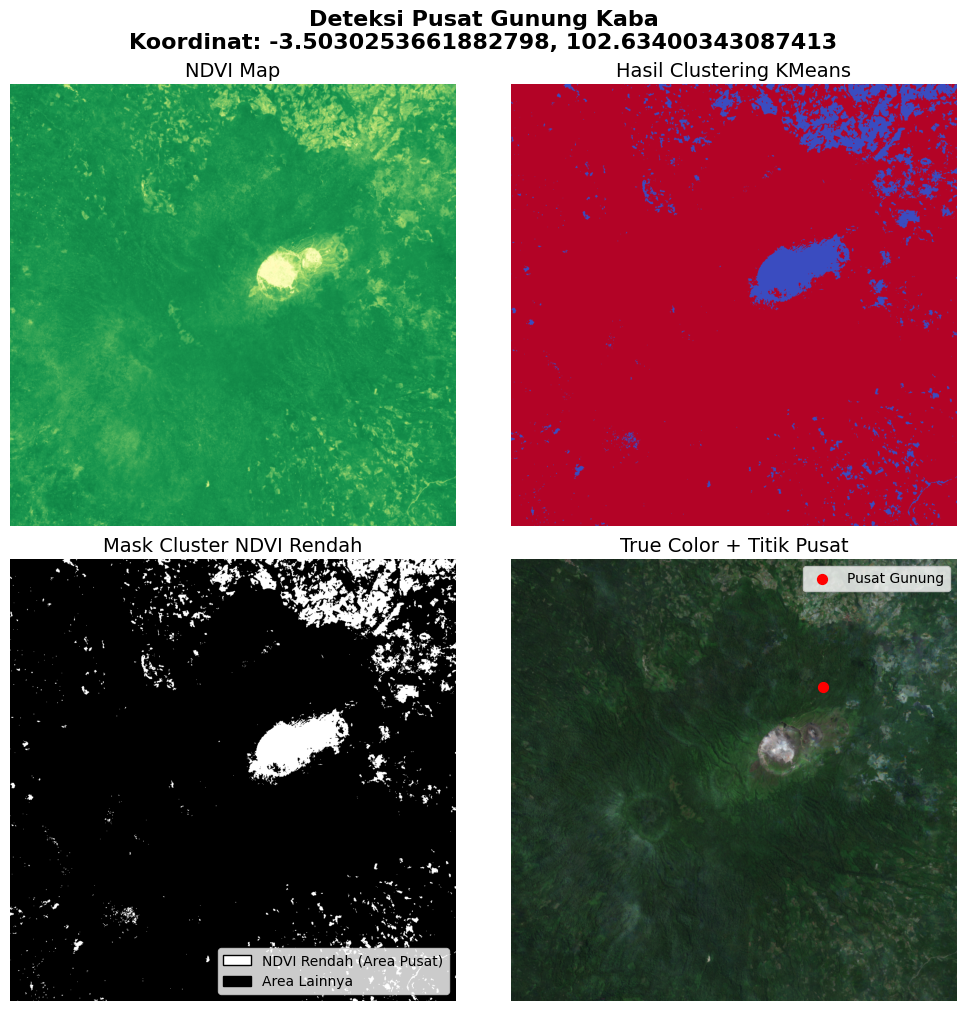 Deteksi Pusat Gunung Kaba
Koordinat: -3.5030253661882798, 102.63400343087413
NDVI Map
Hasil Clustering KMeans
Mask Cluster NDVI Rendah
NDVI Rendah (Area Pusat)
Area Lainnya
True Color + Titik Pusat
Pusat Gunung